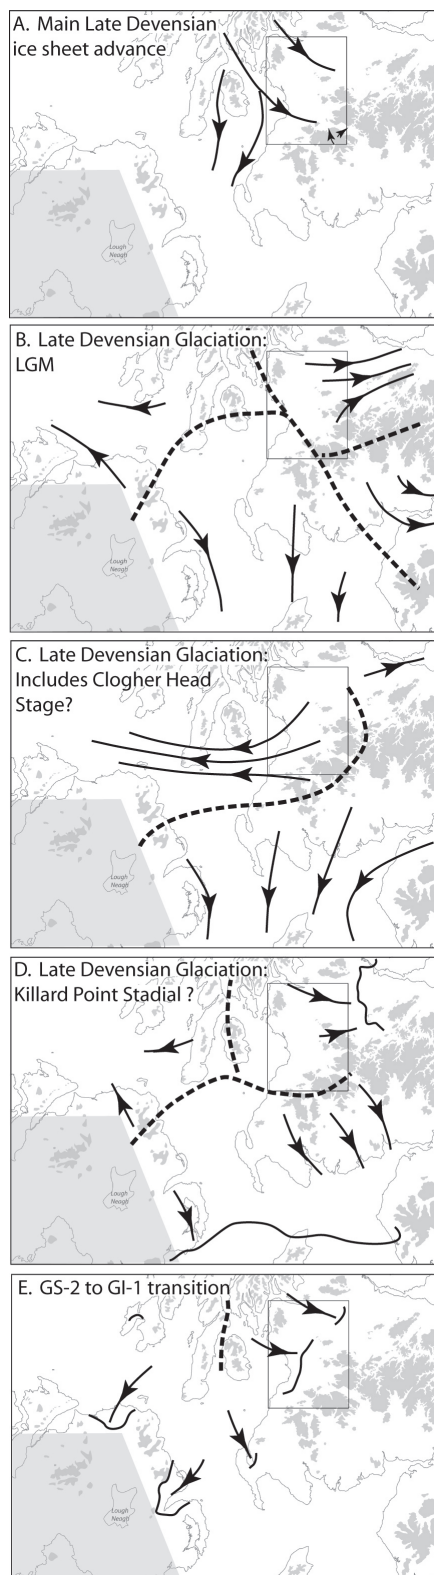 A. Main Late Devensian
ice sheet advance
Lough
Neagh
B. Late Devensian Glaciation:
LGM
Lough
Neagh
C. Late Devensian Glaciation:
Includes Clogher Head
Stage?
Lough
Neagh
D. Late Devensian Glaciation:
Killard Point Stadial ?
Lough
Neagh
E. GS-2 to GI-1 transition
Lough
Neagh